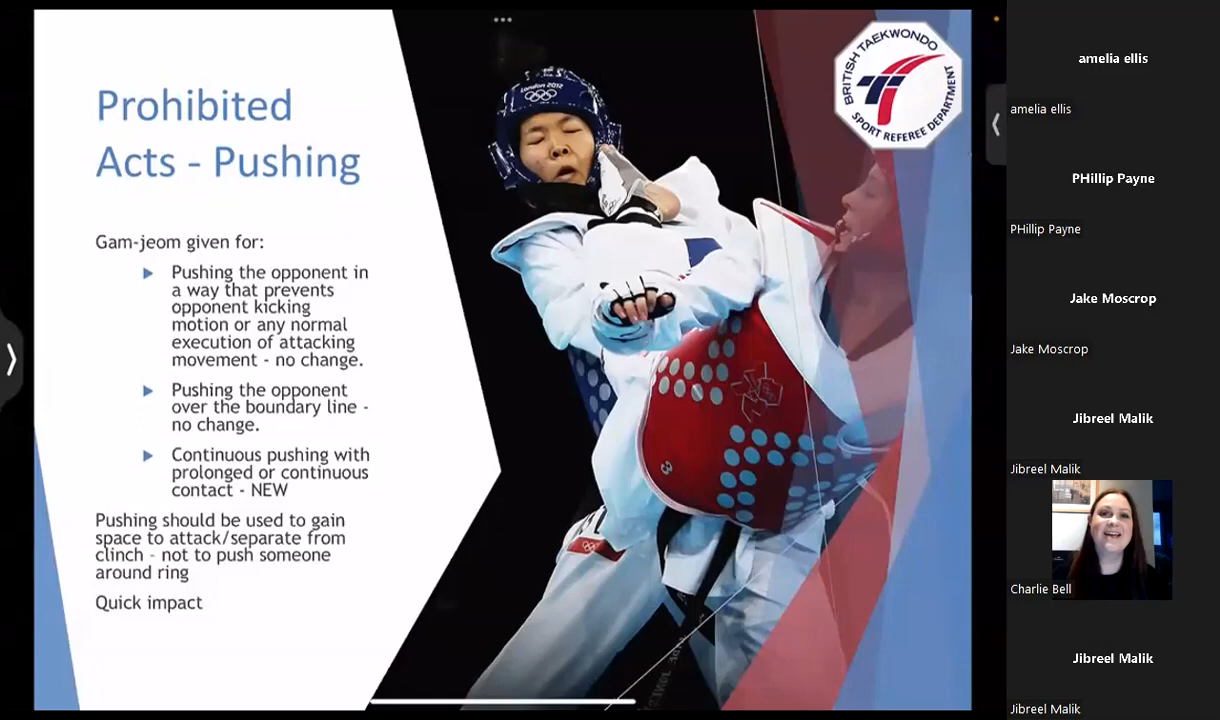 Prohibited
Acts - Pushing
Gam-jeom given for:
Pushing the opponent in
a way that prevents
opponent kicking
motion or any normal
execution of attacking
movement - no change.
Pushing the opponent
over the boundary line -
no change.
Continuous pushing with
prolonged or continuous
contact - NEW
Pushing should be used to gain
space to attack/separate from
clinch - not to push someone
around ring
Quick impact
London 2012
3
BRITISH TAEKWONDO
SPORT REFEREE DEPARTMENT
amelia ellis
amelia ellis
PHillip Payne
PHillip Payne
Jake Moscrop
Jake Moscrop
Jibreel Malik
Jibreel Malik
Charlie Bell
Jibreel Malik
Jibreel Malik